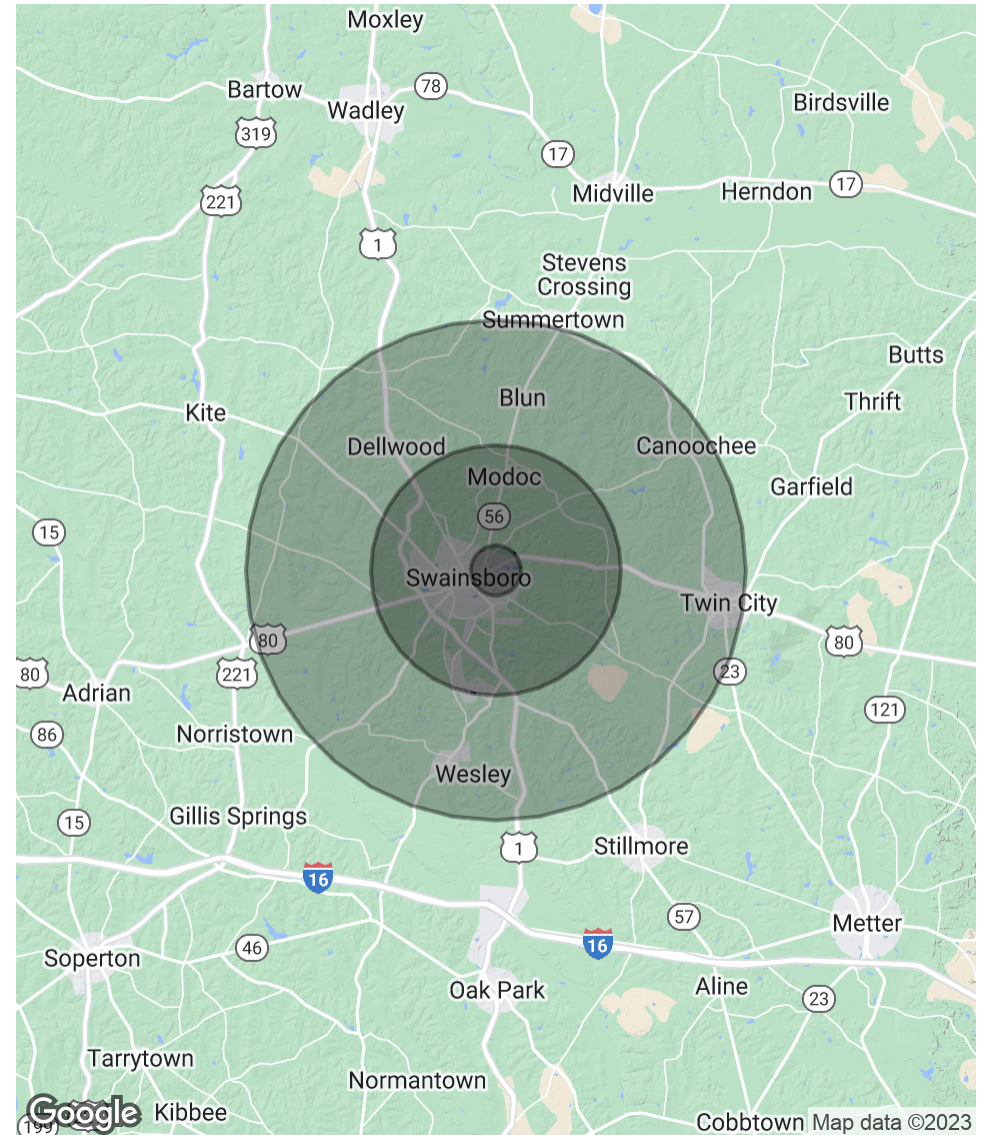 Moxley
Bartow
78
Wadley
Birdsville
319
17
Midville
Herndon
17
221
1
Stevens
Crossing
Summertown
Butts
Blun
Thrift
Kite
Dellwood
Canoochee
Modoc
Garfield
56
15
Swainsboro
Twin City
80
80
80
221
23
Adrian
121
86
Norristown
Wesley
Gillis Springs
15
1
Stillmore
16
57
Metter
46
16
Soperton
Oak Park
Aline
23
Tarrytown
Normantown
Google
Kibbee
199
Cobbtown
Map data ©2023